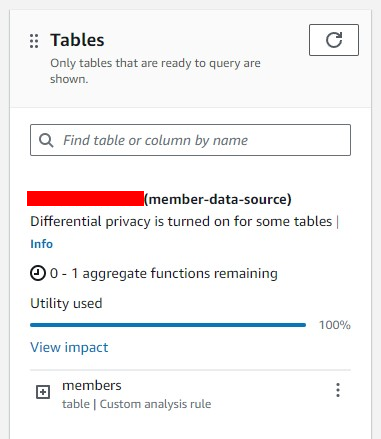 Tables
Only tables that are ready to query are
shown.
Find table or column by name
(member-data-source)
Differential privacy is turned on for some tables |
Info
0 - 1 aggregate functions remaining
Utility used
100%
View impact
members
table | Custom analysis rule